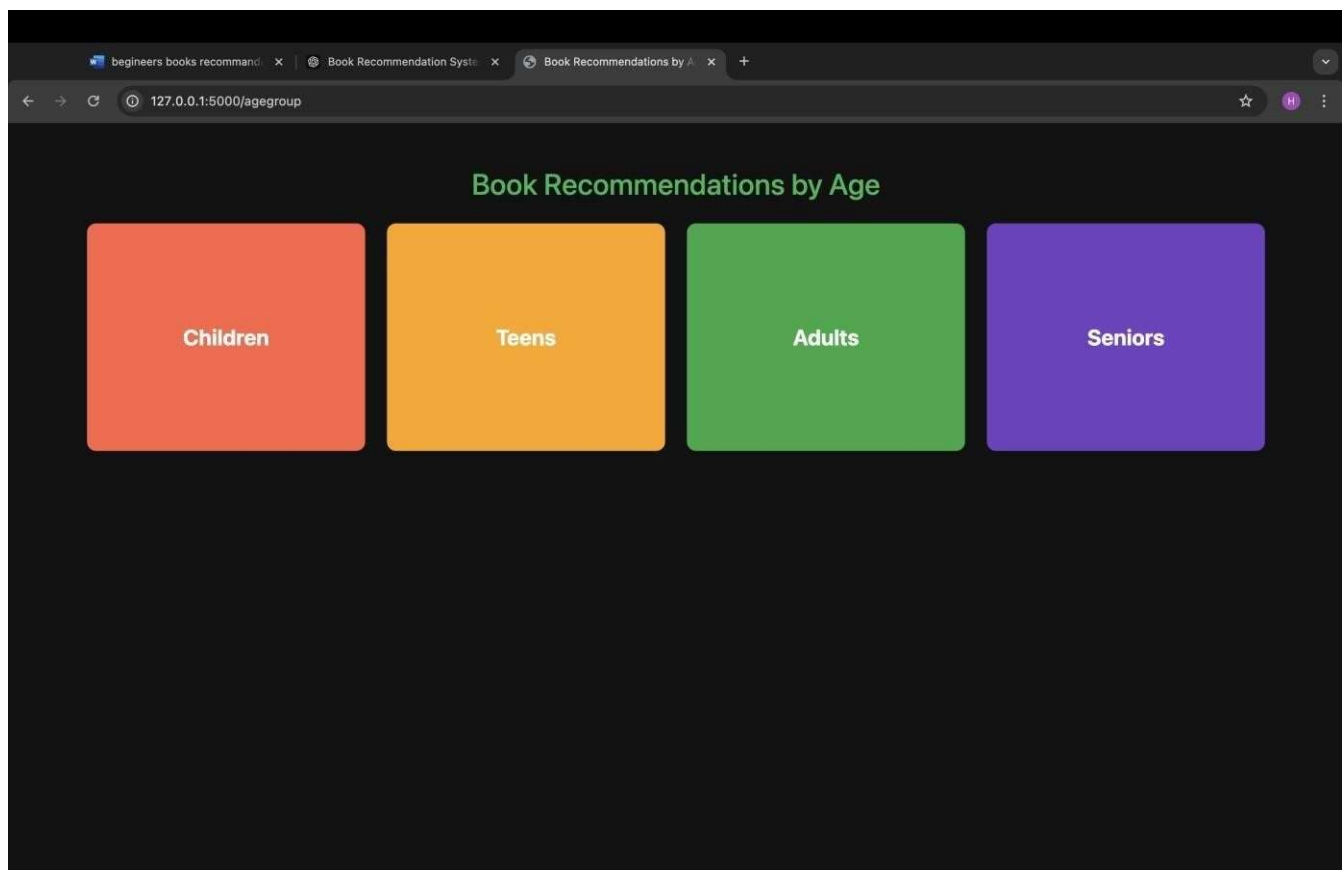 begineers books recommand
Book Recommendation Syste
Book Recommendations by A
127.0.0.1:5000/agegroup
H
Book Recommendations by Age
Children
Teens
Adults
Seniors